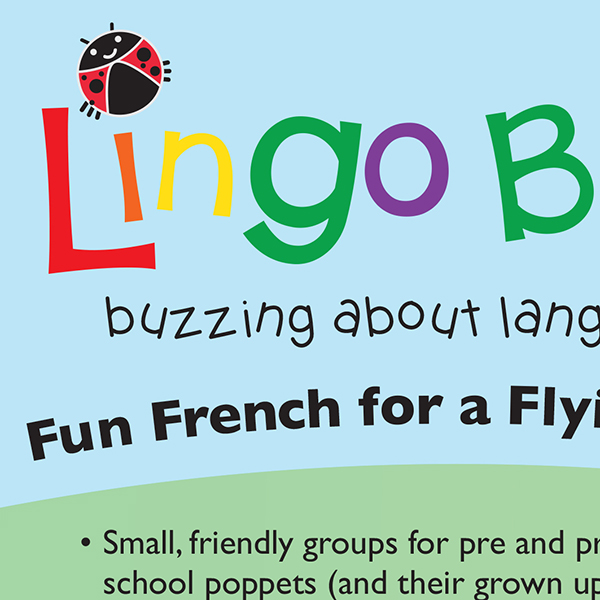 Lingo B
buzzing about lang
Fun French for a Flyi
• Small, friendly groups for pre and pr
school poppets (and their grown up